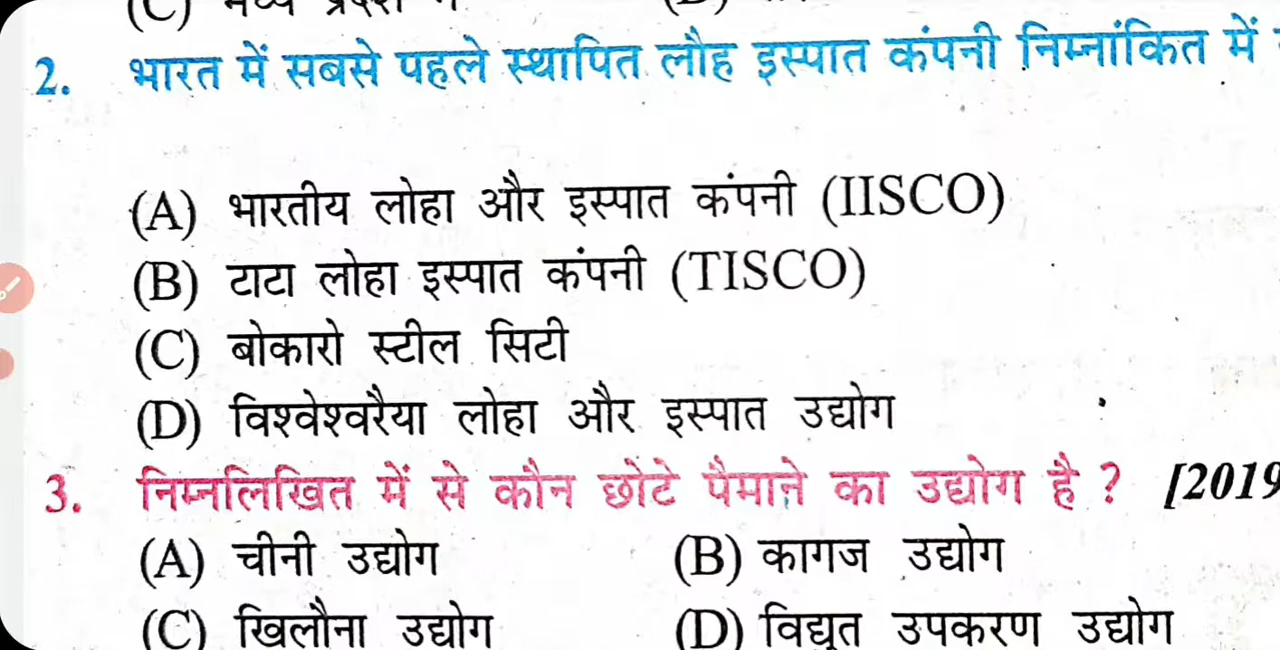 2. भारत में सबसे पहले स्थापित लौह इस्पात कंपनी निम्नांकित में
(A) भारतीय लोहा और इस्पात कंपनी (IISCO)
(B) टाटा लोहा इस्पात कंपनी (TISCO)
(C) बोकारो स्टील सिटी
(D) विश्वेश्वरैया लोहा और इस्पात उद्योग
3. निम्नलिखित में से कौन छोटे पैमाने का उद्योग है ? [2019
(A) चीनी उद्योग (B) कागज उद्योग
(C) खिलौना उद्योग (D) विद्युत उपकरण उद्योग